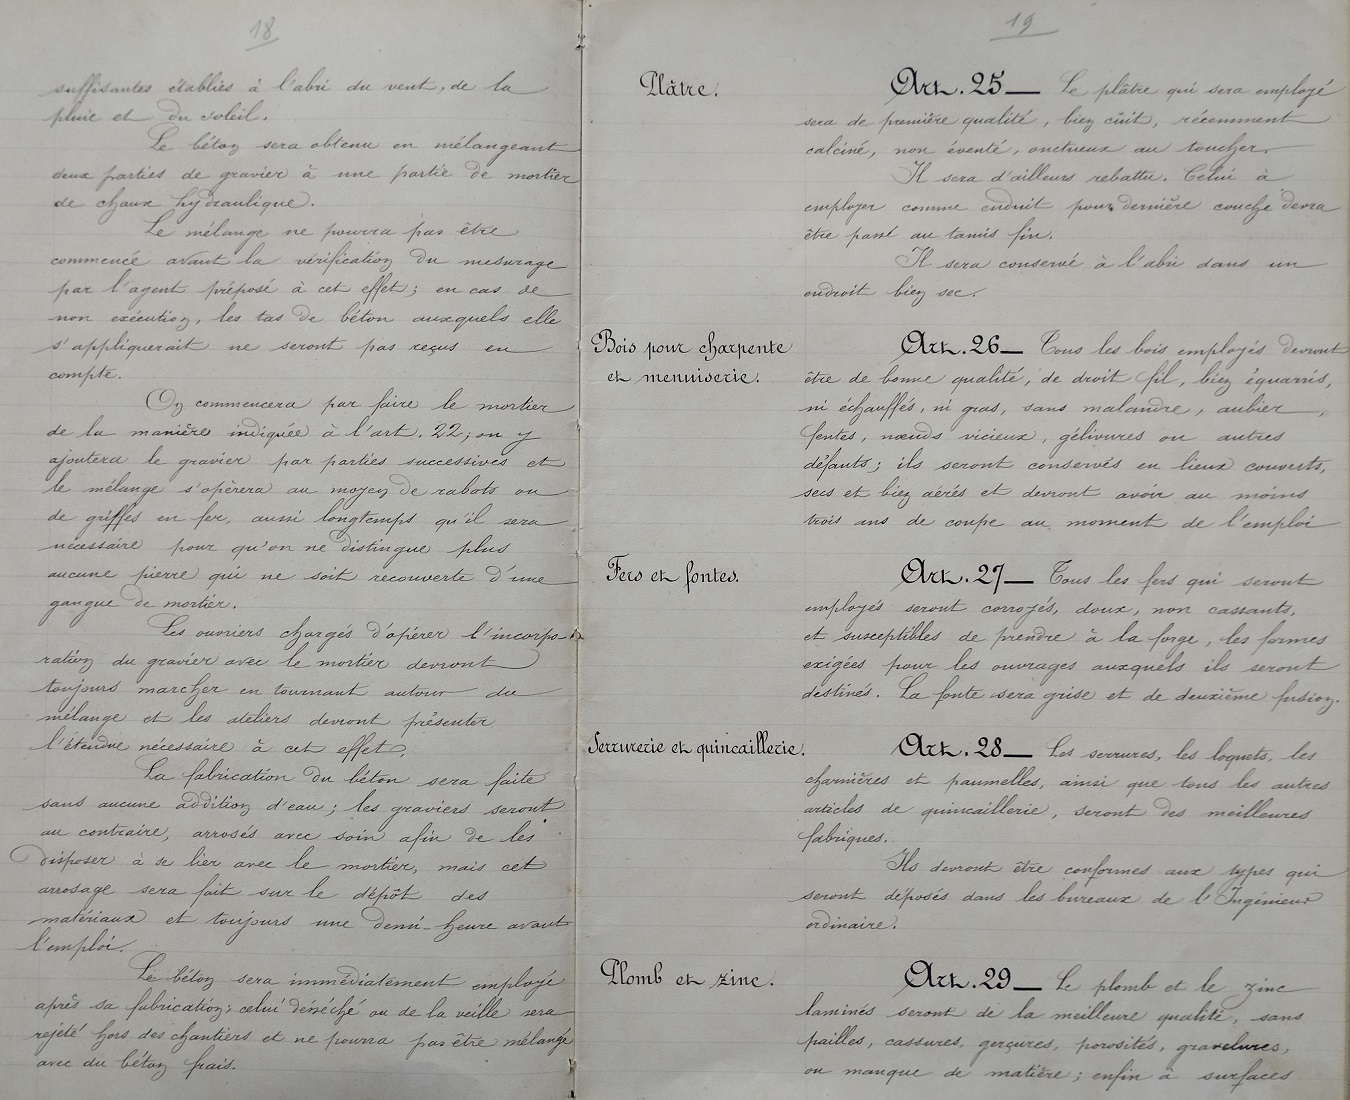 18
suffisantes établies à l'abri du vent, de la
pluie et du soleil.
Le béton sera obtenu en mélangeant
deux parties de gravier à une partie de mortier
de chaux hydraulique.
Le mélange ne pourra pas être
commencé avant la vérification du mesurage
par l'agent préposé à cet effet; en cas de
non exécution, les tas de béton auxquels elle
s'appliquerait ne seront pas reçus en
compte.
On commencera par faire le mortier
de la manière indiquée à l'art. 22; on y
ajoutera le gravier par parties successives et
le mélange s'opèrera au moyen de rabots ou
de griffes en fer, aussi longtemps qu'il sera
nécessaire pour qu'on ne distingue plus
aucune pierre qui ne soit recouverte d'une
gangue de mortier.
Les ouvriers chargés d'opérer l'incorpo-
ration du gravier avec le mortier devront
toujours marcher en tournant autour du
mélange et les ateliers devront présenter
l'étendue nécessaire à cet effet.
La fabrication du béton sera faite
sans aucune addition d'eau; les graviers seront
au contraire, arrosés avec soin afin de les
disposer à se lier avec le mortier, mais cet
arrosage sera fait sur le dépôt des
matériaux et toujours une demi-heure avant
l'emploi.
Le béton sera immédiatement employé
après sa fabrication; celui désséché ou de la veille sera
rejeté hors des chantiers et ne pourra pas être mélangé
avec du béton frais.
19
Plâtre.
Art. 25 — Le plâtre qui sera employé
sera de première qualité, bien cuit, récemment
calciné, non éventé, onctueux au toucher.
Il sera d'ailleurs rebattu. Celui à
employer comme enduit pour dernière couche devra
être passé au tamis fin.
Il sera conservé à l'abri dans un
endroit bien sec.
Bois pour charpente
et menuiserie.
Art. 26 — Tous les bois employés devront
être de bonne qualité, de droit fil, bien équarris,
ni échauffés, ni gras, sans malandre, aubier,
fentes, nœuds vicieux, gélivures ou autres
défauts; ils seront conservés en lieux couverts,
secs et bien aérés et devront avoir au moins
trois ans de coupe au moment de l'emploi
Fers et fontes.
Art. 27 — Tous les fers qui seront
employés seront corroyés, doux, non cassants,
et susceptibles de prendre à la forge, les formes
exigées pour les ouvrages auxquels ils seront
destinés. La fonte sera grise et de deuxième fusion.
Serrurerie et quincaillerie.
Art. 28 — Les serrures, les loquets, les
charnières et paumelles, ainsi que tous les autres
articles de quincaillerie, seront des meilleures
fabriques.
Ils devront être conformes aux types qui
seront déposés dans les bureaux de l'Ingénieur
ordinaire.
Plomb et zinc.
Art. 29 — Le plomb et le zinc
laminés seront de la meilleure qualité, sans
pailles, cassures, gerçures, porosités, gravelures,
ou manque de matière; enfin à surfaces